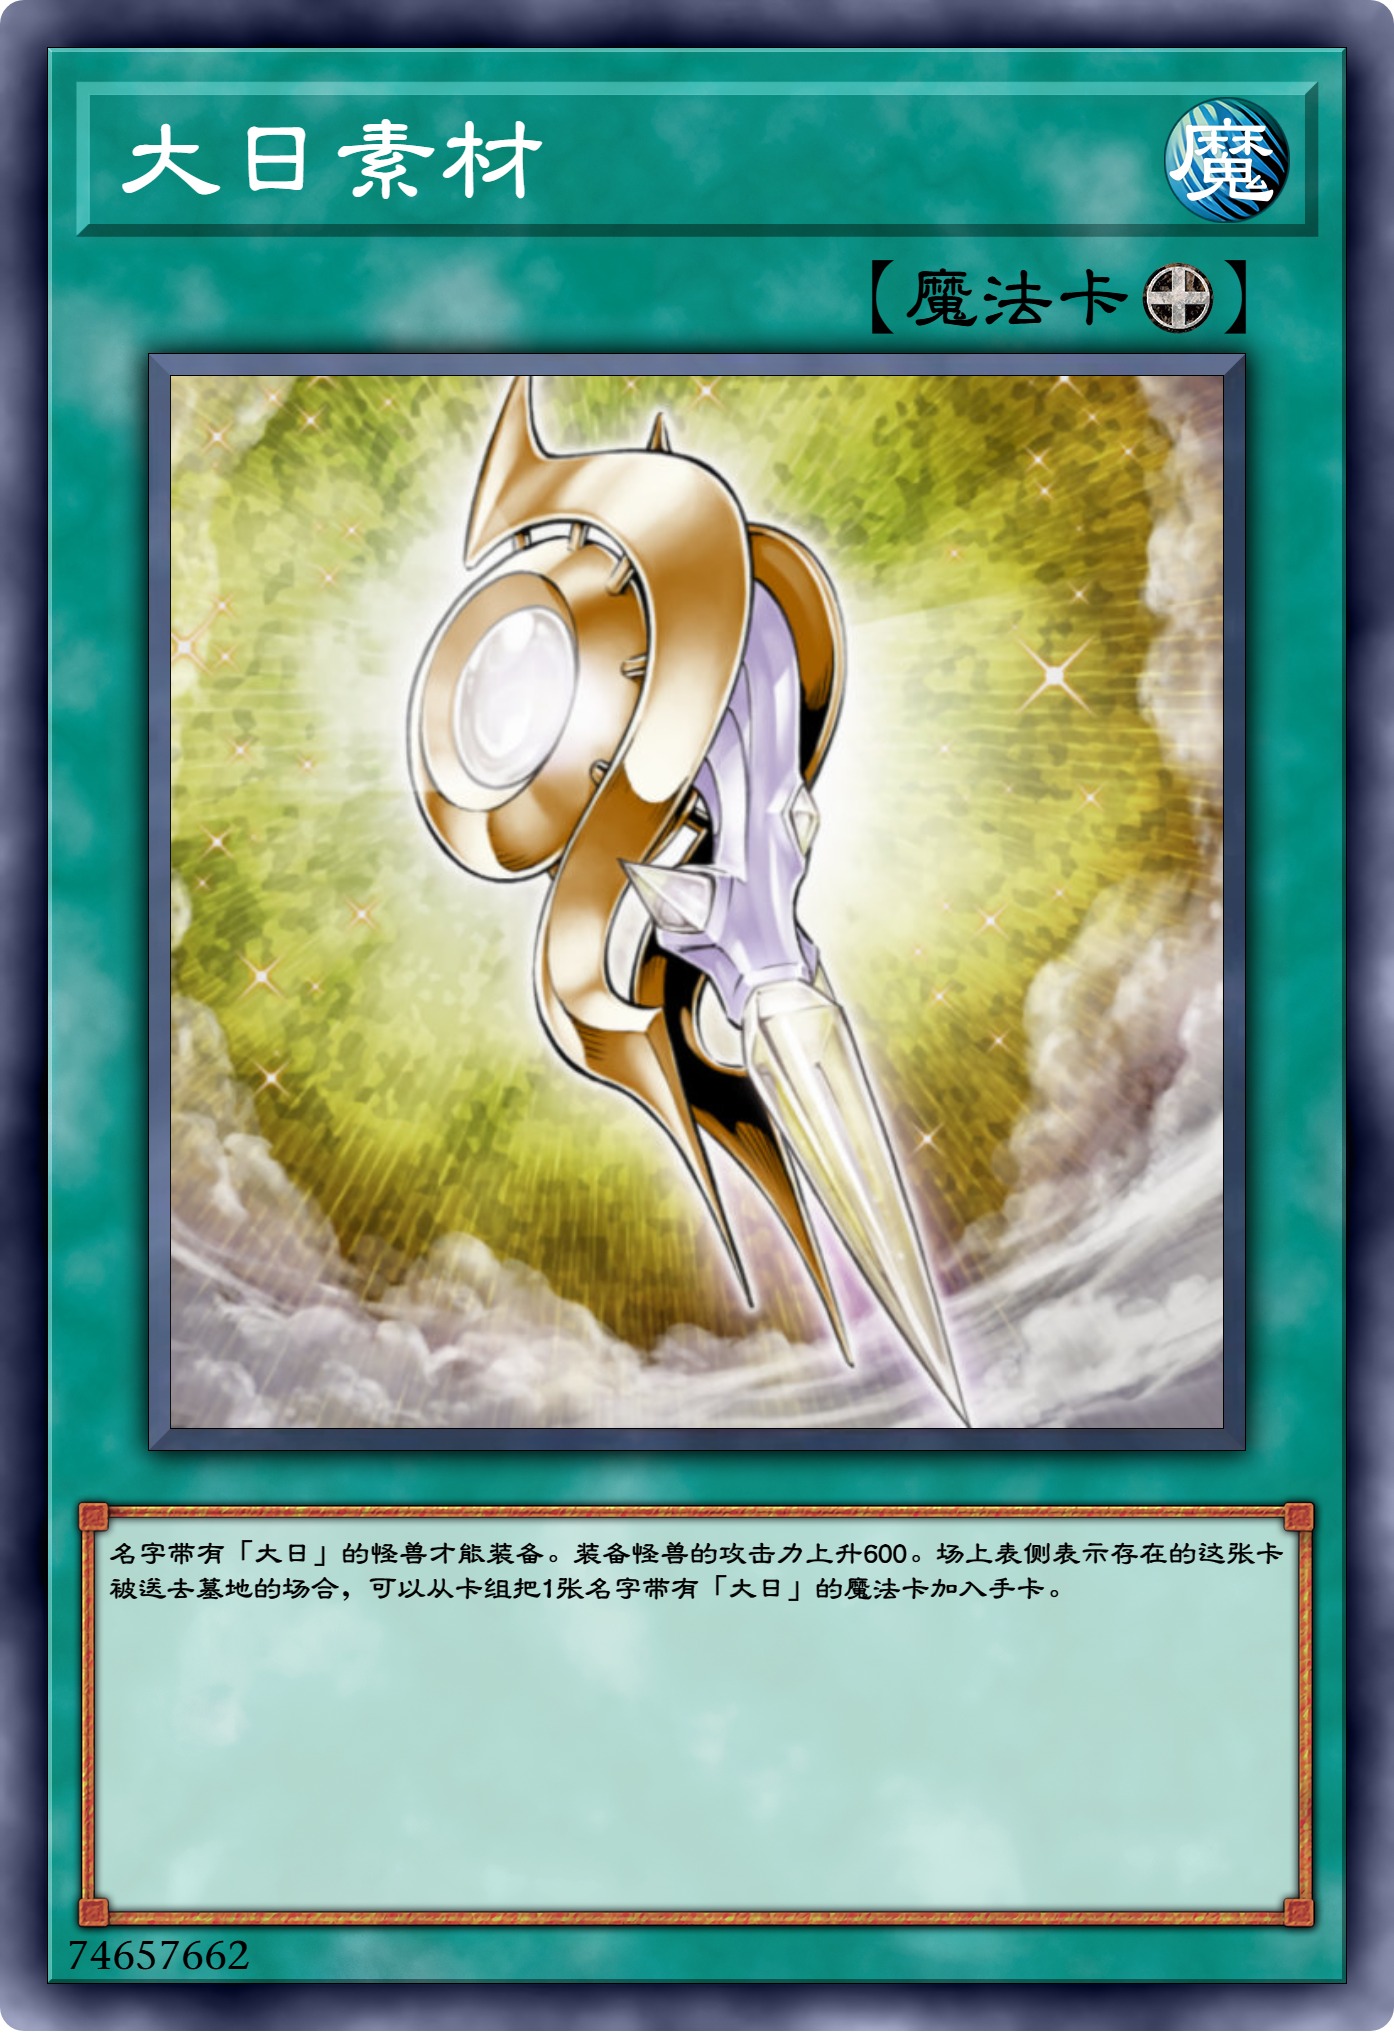 大日素材
魔
【魔法卡】
名字带有「大日」的怪兽才能装备。装备怪兽的攻击力上升600。场上表侧表示存在的这张卡
被送去墓地的场合，可以从卡组把1张名字带有「大日」的魔法卡加入手卡。
74657662